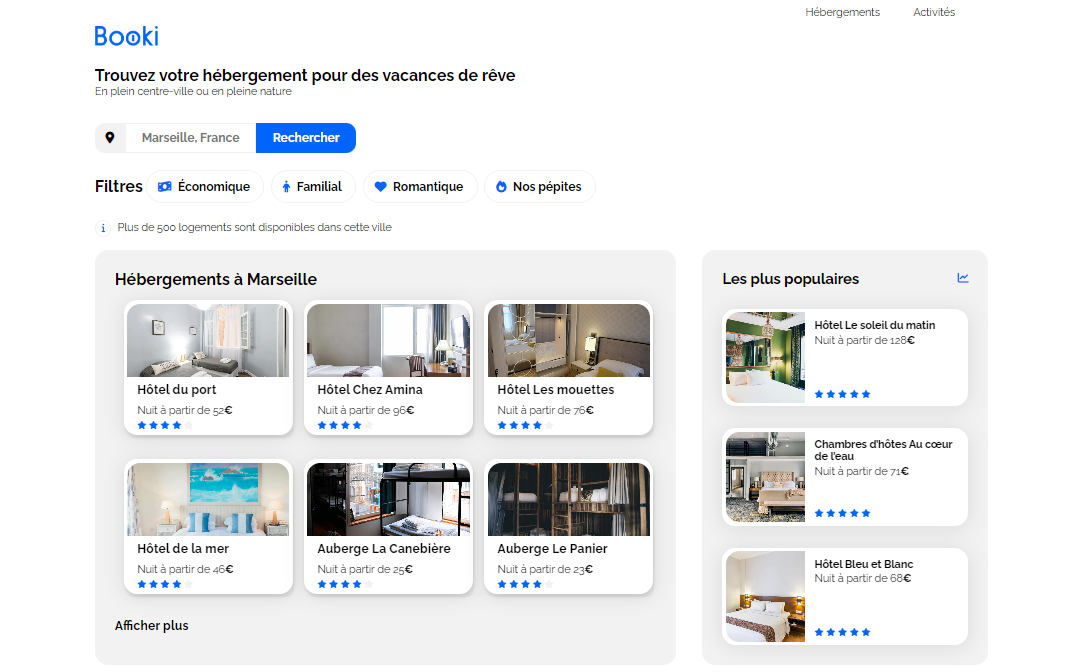 Hébergements
Activités
Booki
Trouvez votre hébergement pour des vacances de rêve
En plein centre-ville ou en pleine nature
Marseille, France
Rechercher
Filtres
Économique
Familial
Romantique
Nos pépites
Plus de 500 logements sont disponibles dans cette ville
Hébergements à Marseille
Hôtel du port
Nuit à partir de 52€
Hôtel Chez Amina
Nuit à partir de 96€
Hôtel Les mouettes
Nuit à partir de 76€
Hôtel de la mer
Nuit à partir de 46€
Auberge La Canebière
Nuit à partir de 25€
Auberge Le Panier
Nuit à partir de 23€
Afficher plus
Les plus populaires
Hôtel Le soleil du matin
Nuit à partir de 128€
Chambres d'hôtes Au cœur
de l'eau
Nuit à partir de 71€
Hôtel Bleu et Blanc
Nuit à partir de 68€